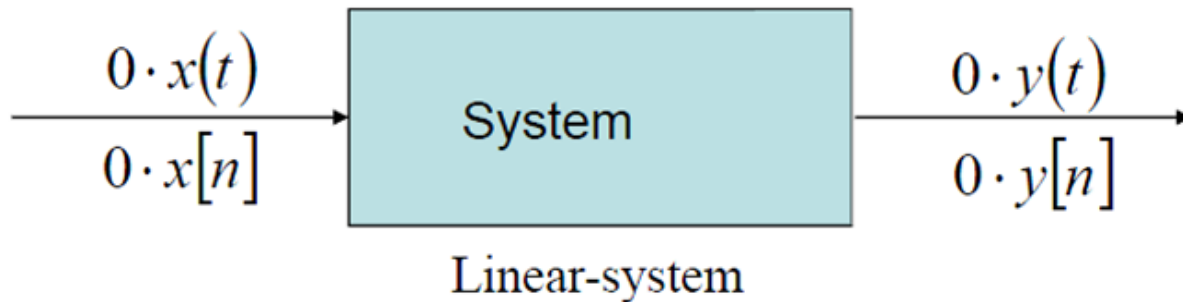 0 · x(t)
0 · x[n]
System
0 · y(t)
0 · y[n]
Linear-system